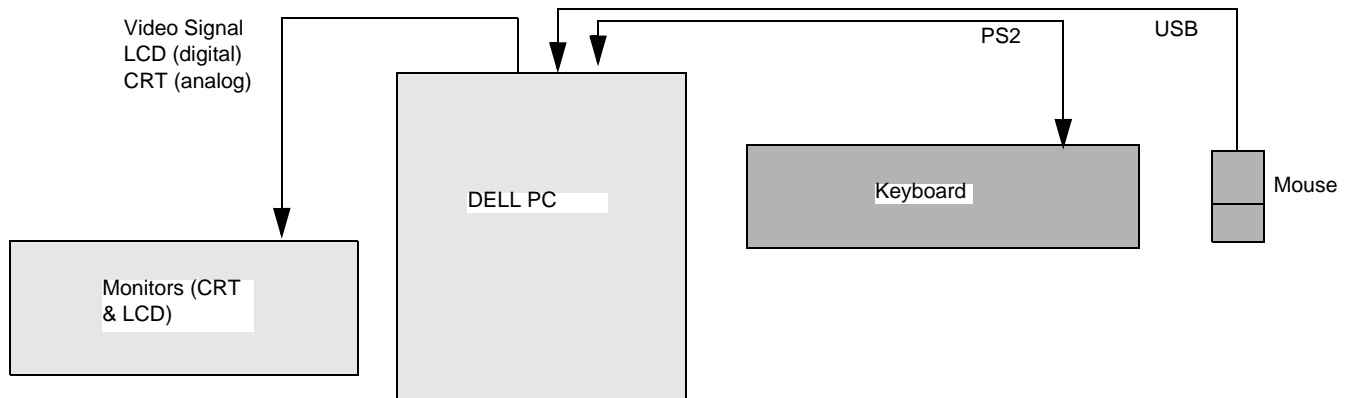 Video Signal
LCD (digital)
CRT (analog)
PS2
USB
DELL PC
Keyboard
Mouse
Monitors (CRT
& LCD)